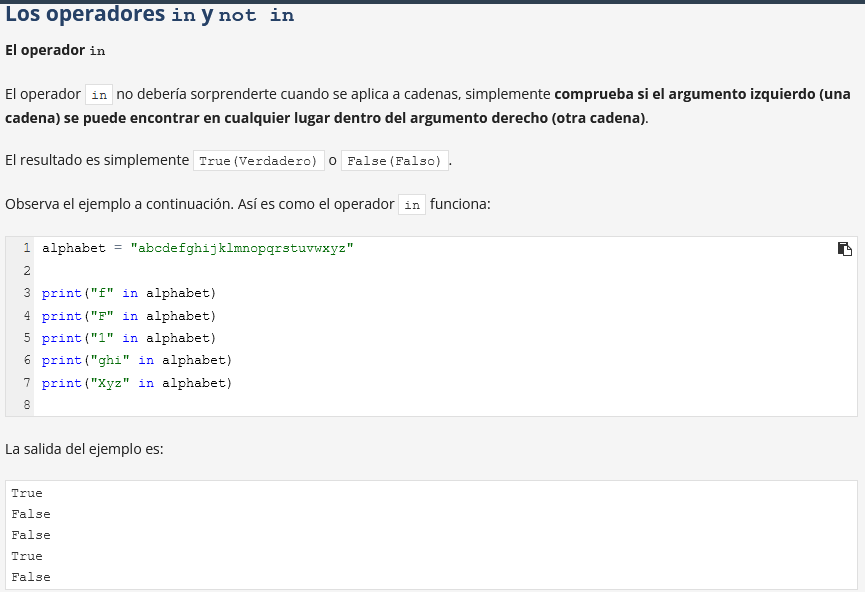 Los operadores in y not in
El operador in
El operador in no debería sorprenderte cuando se aplica a cadenas, simplemente comprueba si el argumento izquierdo (una
cadena) se puede encontrar en cualquier lugar dentro del argumento derecho (otra cadena).
El resultado es simplemente True(Verdadero) o False(Falso) .
Observa el ejemplo a continuación. Así es como el operador in funciona:
1 alphabet = "abcdefghijklmnopqrstuvwxyz"
2
3 print("f" in alphabet)
4 print("F" in alphabet)
5 print("1" in alphabet)
6 print("ghi" in alphabet)
7 print("Xyz" in alphabet)
8
La salida del ejemplo es:
True
False
False
True
False